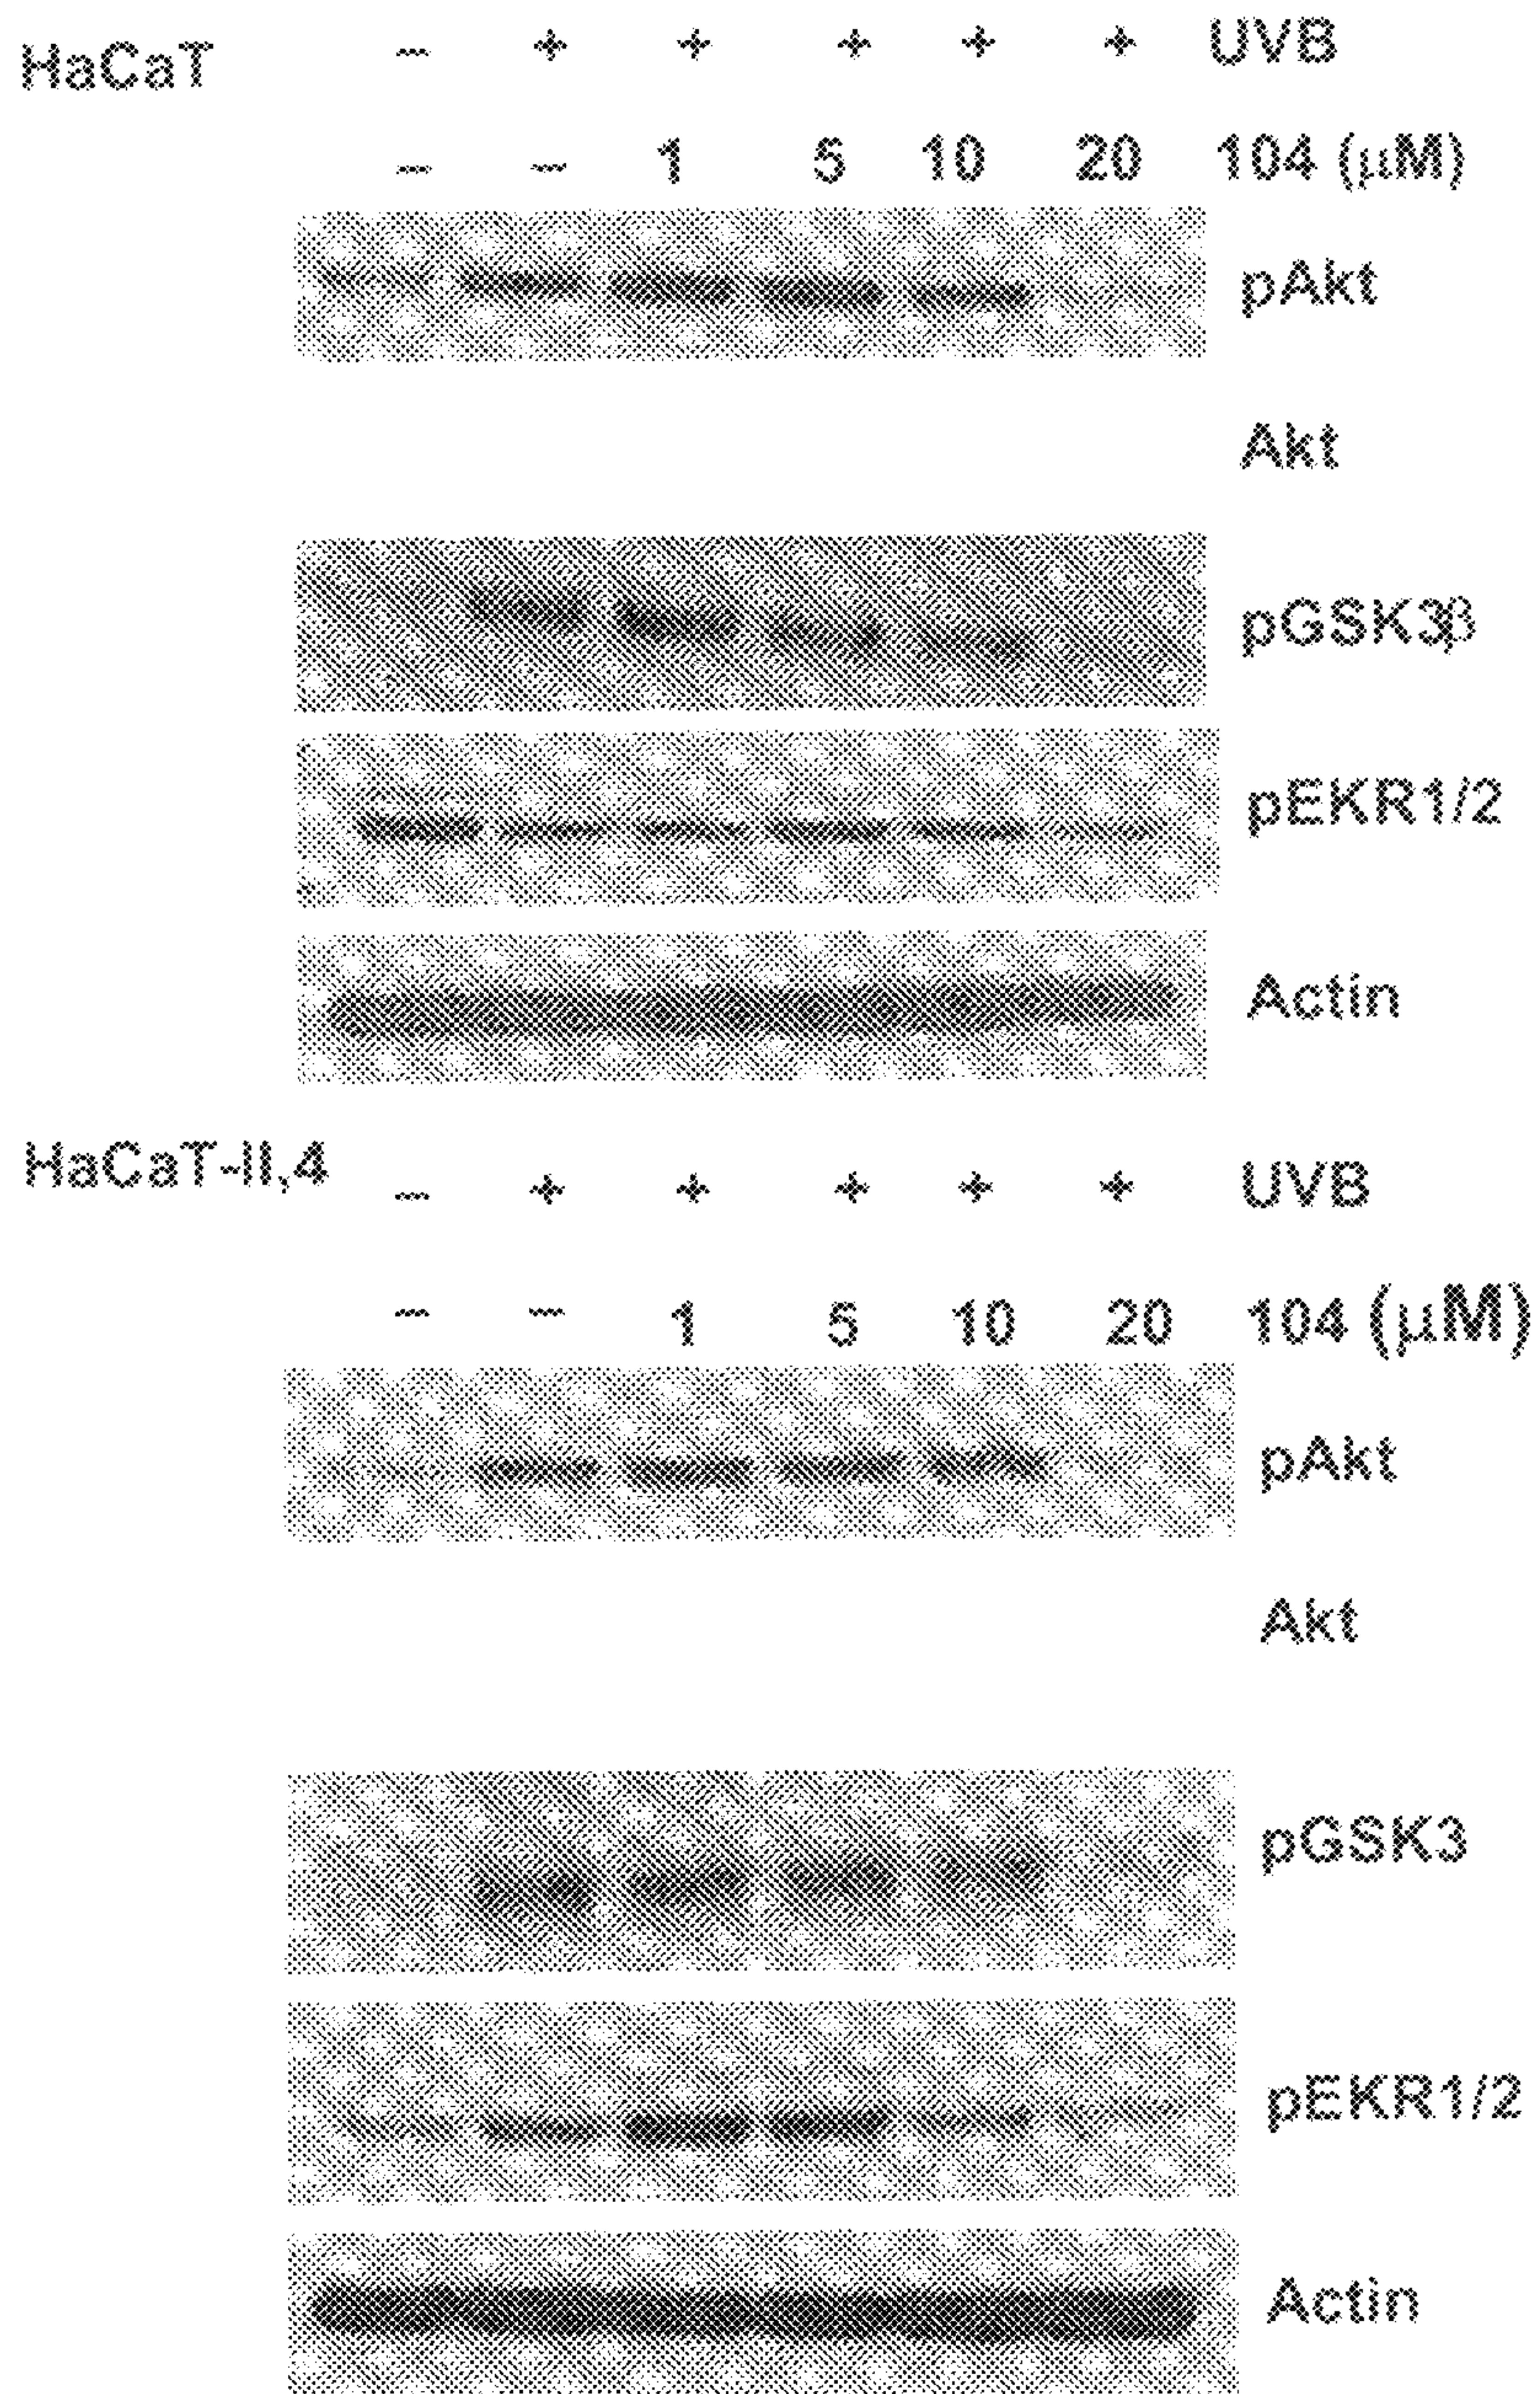 HaCaT – + + + + + UVB
– – 1 5 10 20 104 (μM)
pAkt
Akt
pGSK3β
pEKR1/2
Actin
HaCaT-II,4 – + + + + + UVB
– – 1 5 10 20 104 (μM)
pAkt
Akt
pGSK3
pEKR1/2
Actin